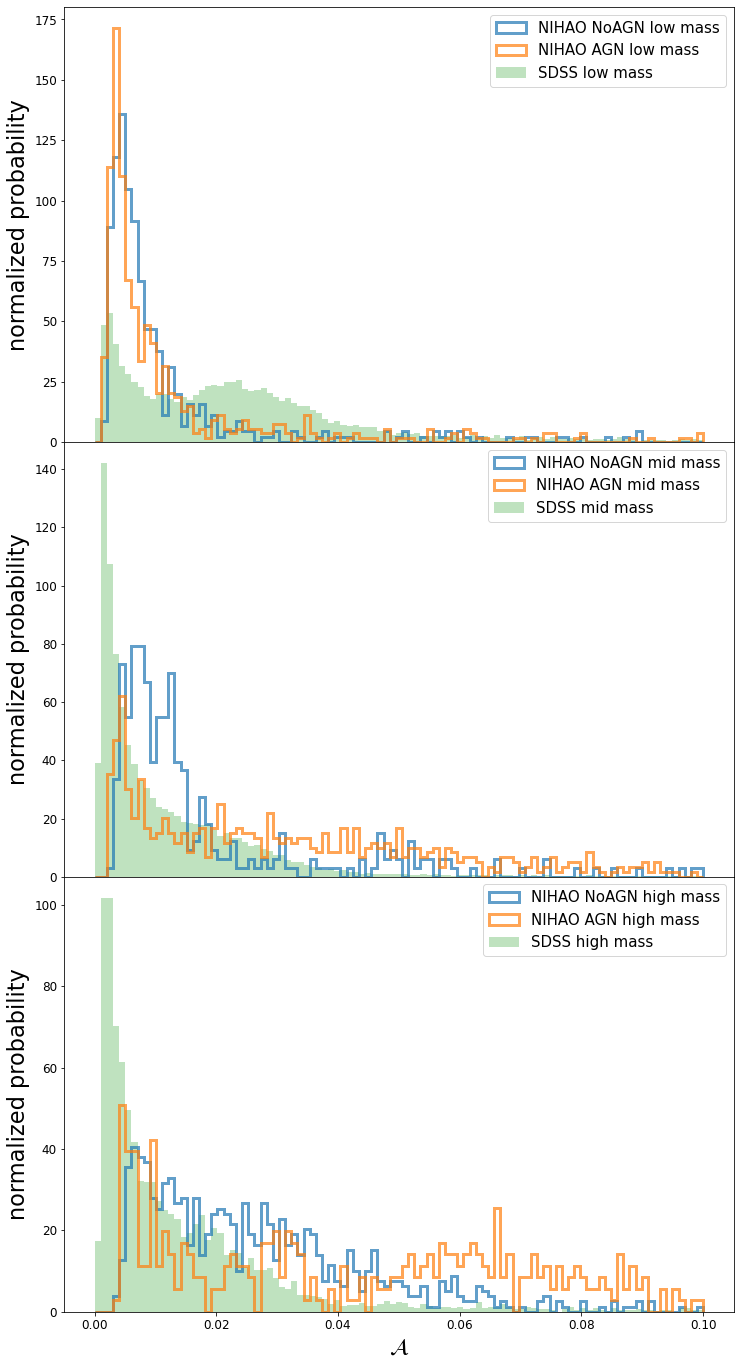 175
150
125
100
75
50
25
0
normalized probability
NIHAO NoAGN low mass
NIHAO AGN low mass
SDSS low mass
140
120
100
80
60
40
20
0
normalized probability
NIHAO NoAGN mid mass
NIHAO AGN mid mass
SDSS mid mass
100
80
60
40
20
0
normalized probability
NIHAO NoAGN high mass
NIHAO AGN high mass
SDSS high mass
0.00 0.02 0.04 0.06 0.08 0.10
𝒜